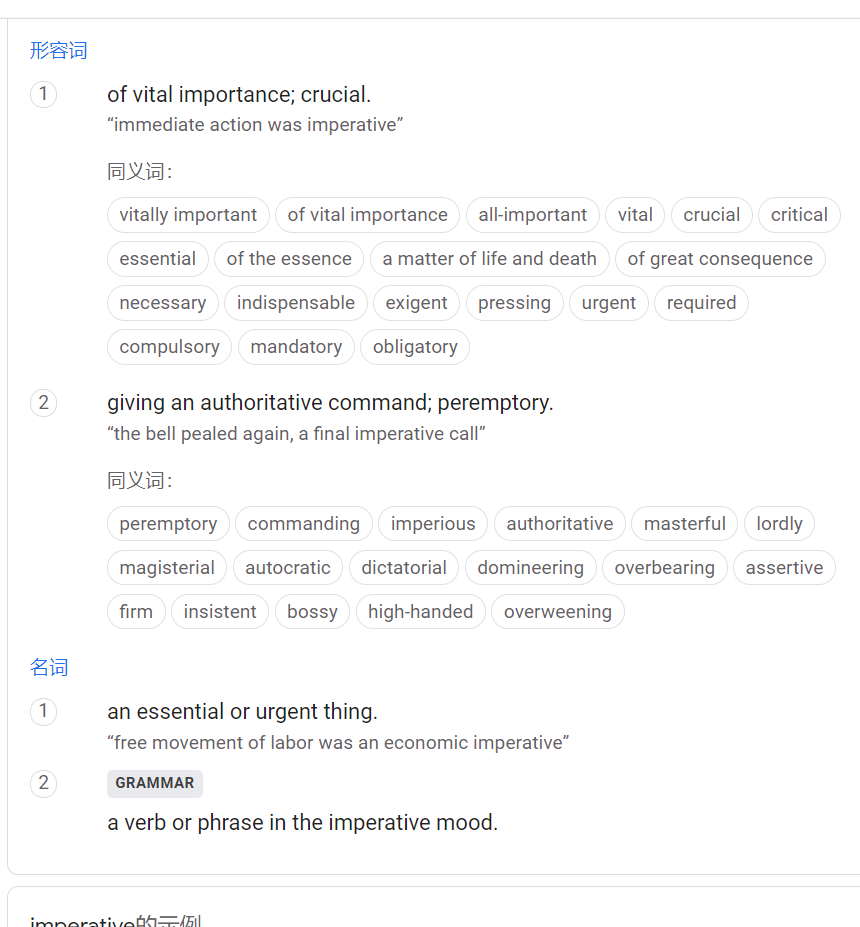 形容词
1 of vital importance; crucial.
“immediate action was imperative”
同义词：
vitally important of vital importance all-important vital crucial critical
essential of the essence a matter of life and death of great consequence
necessary indispensable exigent pressing urgent required
compulsory mandatory obligatory
2 giving an authoritative command; peremptory.
“the bell pealed again, a final imperative call”
同义词：
peremptory commanding imperious authoritative masterful lordly
magisterial autocratic dictatorial domineering overbearing assertive
firm insistent bossy high-handed overweening
名词
1 an essential or urgent thing.
“free movement of labor was an economic imperative”
2 GRAMMAR
a verb or phrase in the imperative mood.
imperative的示例